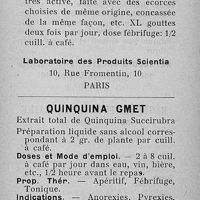 très active, faite avec des écorces
choisies de même origine, concassée
de la même façon, etc. XL gouttes
deux fois par jour, dose fébrifuge: 1/2
cuill. à café.
Laboratoire des Produits Scientia
10, Rue Fromentin, 10
PARIS
QUINQUINA GMET
Extrait total de Quinquina Succirubra
Préparation liquide sans alcool correspon-
dant à 2 gr. de plante par cuill.
à café.
Doses et Mode d'emploi. — 2 à 8 cuill.
à café par jour dans eau, vin, bière,
etc., 1/2 heure avant le repas.
Prop. Thér. — Apéritif, Fébrifuge,
Tonique.
Indications. — Anorexies, Pyrexies,